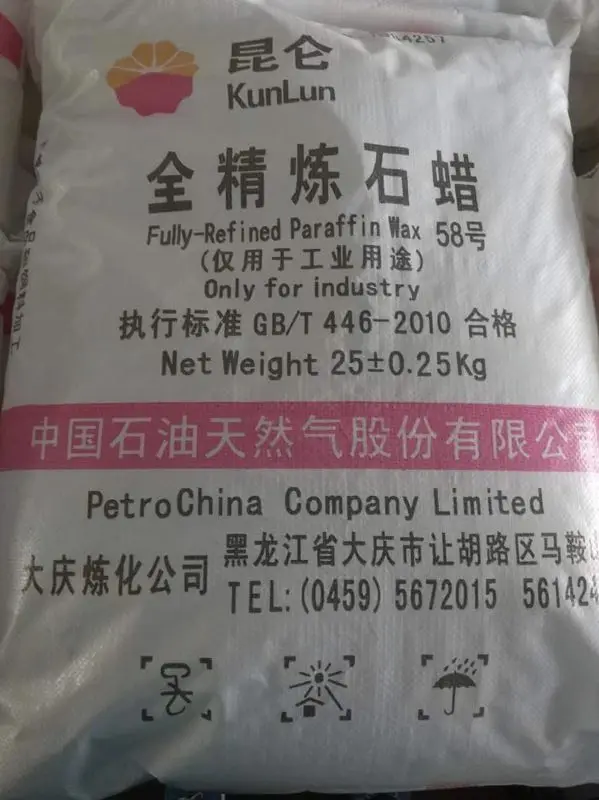 昆仑
KunLun
全精炼石蜡
Fully-Refined Paraffin Wax 58号
(仅用于工业用途)
Only for industry
执行标准 GB/T 446-2010 合格
Net Weight 25±0.25Kg
中国石油天然气股份有限公司
PetroChina Company Limited
大庆炼化公司
黑龙江省大庆市让胡路区马鞍山
TEL:(0459) 5672015 561424